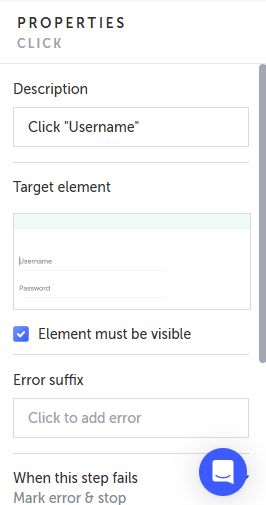 PROPERTIES
CLICK
Description
Click "Username"
Target element
Username
Password
Element must be visible
Error suffix
Click to add error
When this step fails
Mark error & stop